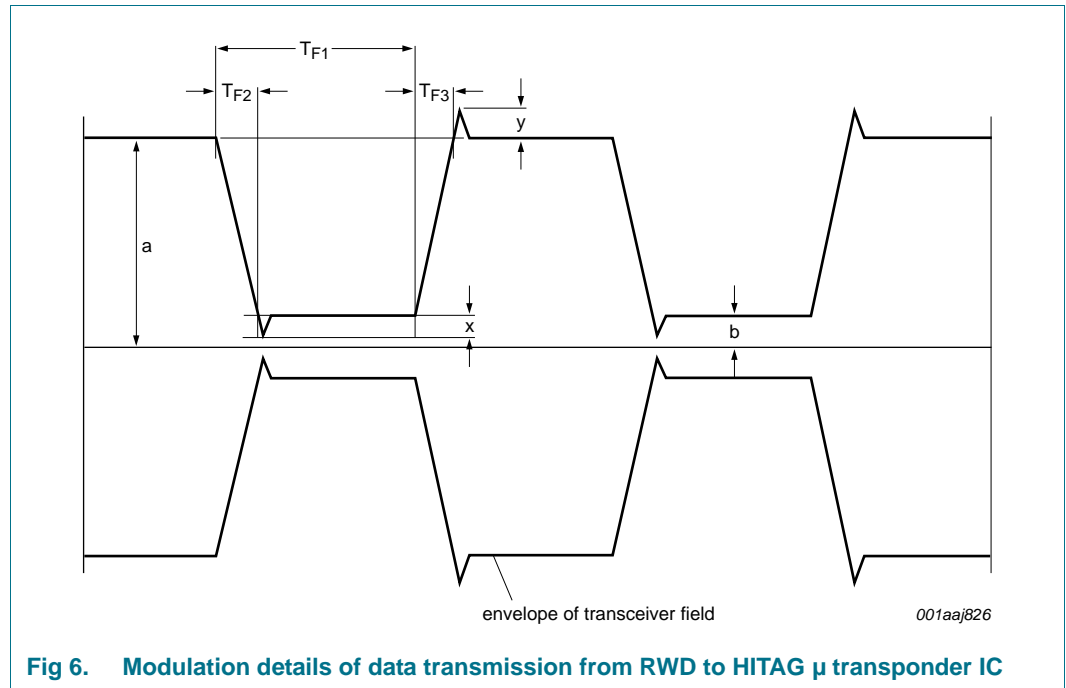 TF1
TF2
TF3
y
a
x
b
envelope of transceiver field
001aaj826
Fig 6. Modulation details of data transmission from RWD to HITAG µ transponder IC